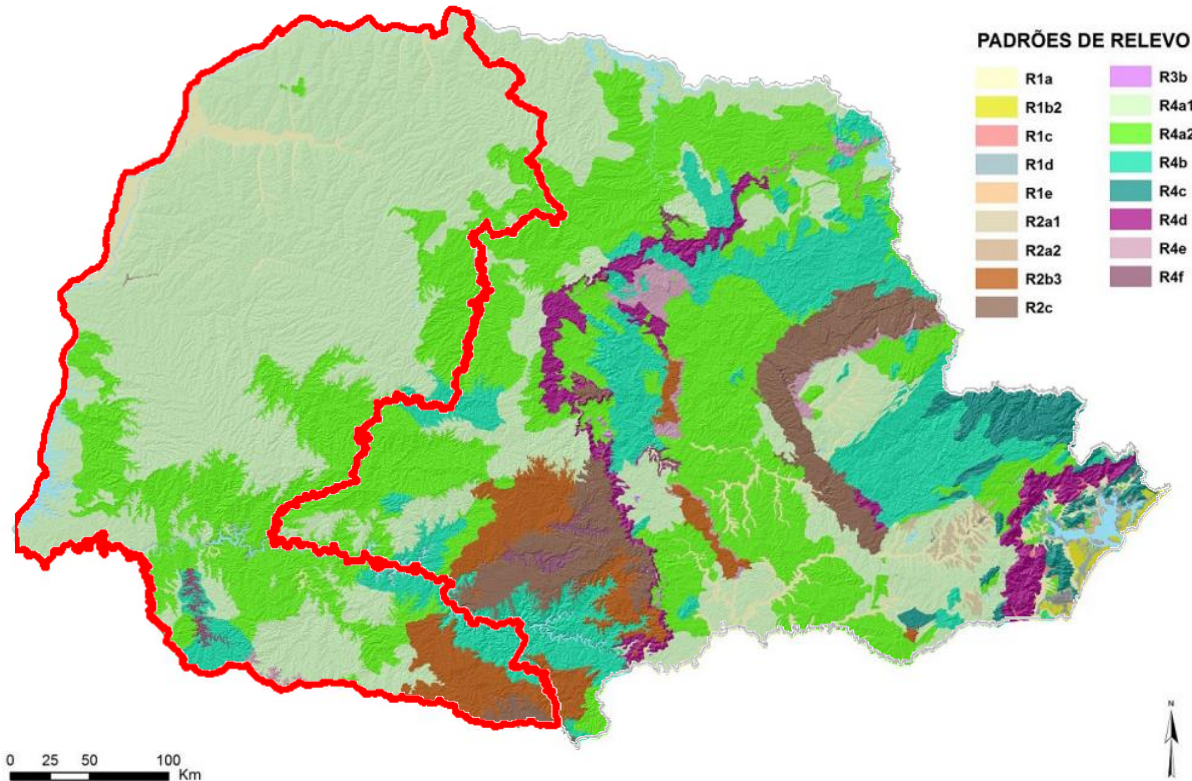 PADRÕES DE RELEVO
R1a
R1b2
R1c
R1d
R1e
R2a1
R2a2
R2b3
R2c
R3b
R4a1
R4a2
R4b
R4c
R4d
R4e
R4f
N
0 25 50 100
Km